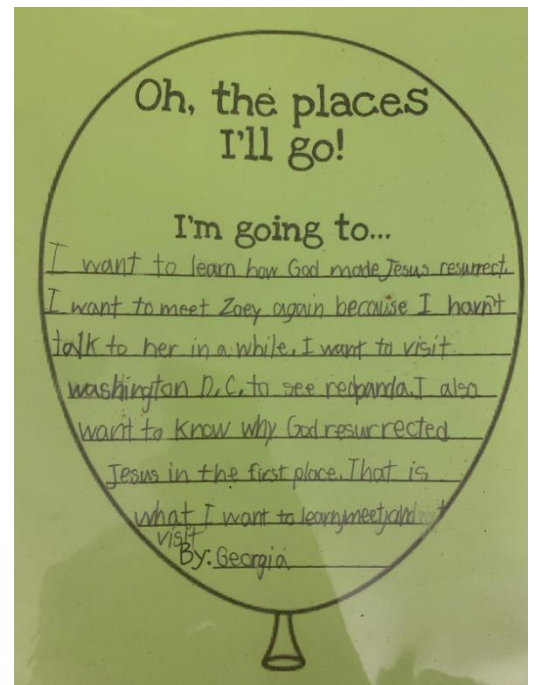 Oh, the places
I'll go!
I'm going to...
I want to learn how God made Jesus resurrect.
I want to meet Zoey again because I havn't
talk to her in a while. I want to visit
washington D.C. to see redpanda. I also
want to know why God resurrected
Jesus in the first place. That is
what I want to learn, meet, and
visit
By: Georgia